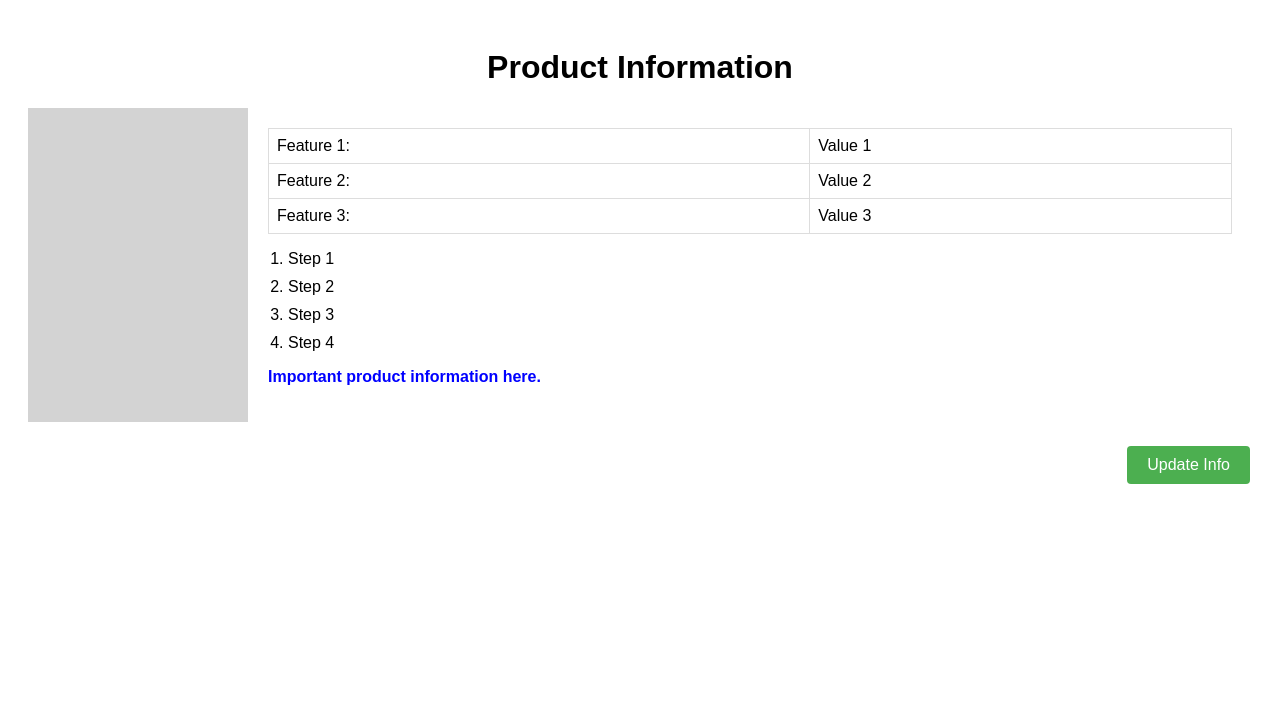 Product Information
Feature 1: Value 1
Feature 2: Value 2
Feature 3: Value 3
1. Step 1
2. Step 2
3. Step 3
4. Step 4
Important product information here.
Update Info